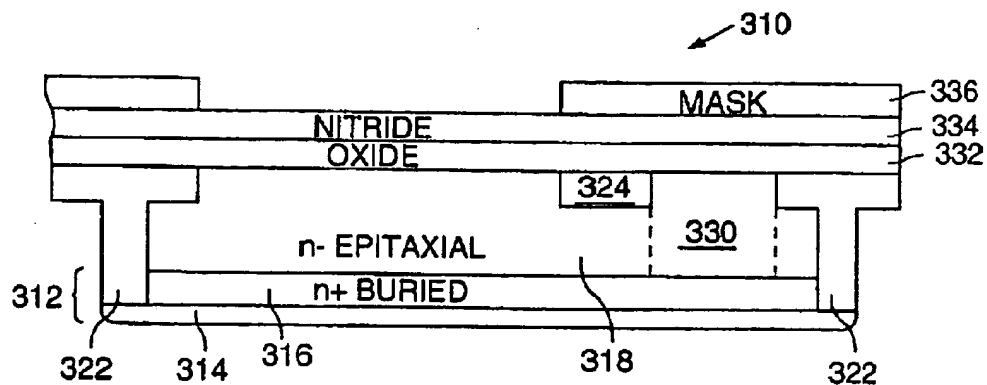 310
MASK
336
NITRIDE
334
OXIDE
332
324
n- EPITAXIAL
330
312
n+ BURIED
322
314
316
318
322